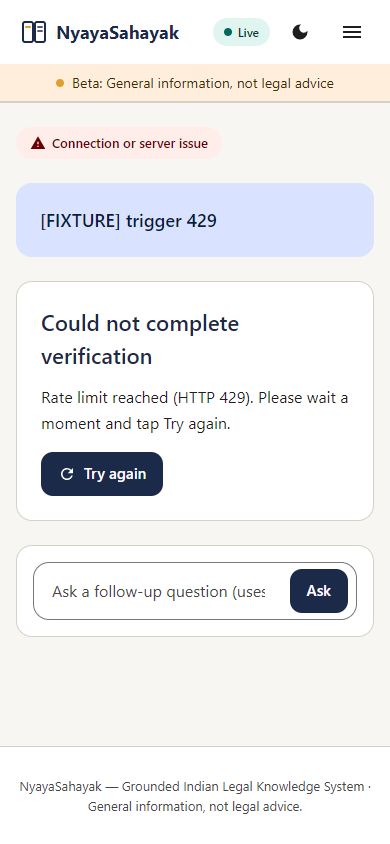 NyayaSahayak
Live
Beta: General information, not legal advice
Connection or server issue
[FIXTURE] trigger 429
Could not complete
verification
Rate limit reached (HTTP 429). Please wait a
moment and tap Try again.
Try again
Ask a follow-up question (uses
Ask
NyayaSahayak — Grounded Indian Legal Knowledge System ·
General information, not legal advice.